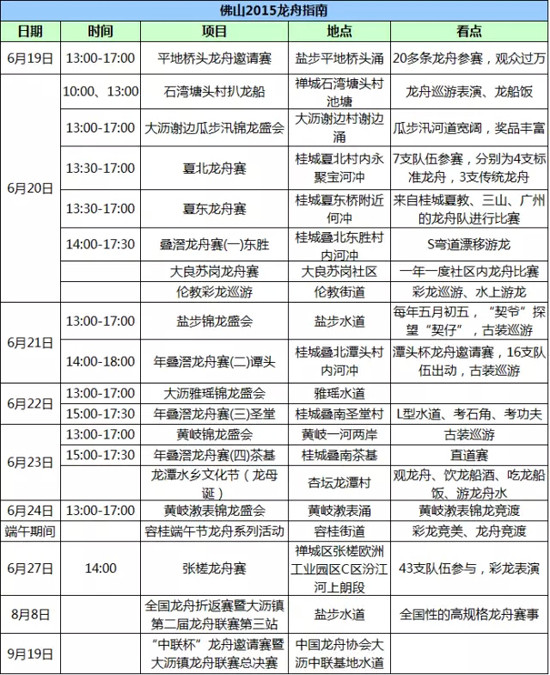 佛山2015龙舟指南
日期 时间 项目 地点 看点
6月19日 13:00-17:00 平地桥头龙舟邀请赛 盐步平地桥头涌 20多条龙舟参赛，观众过万
6月20日
10:00、13:00 石湾塘头村扒龙船 禅城石湾塘头村
池塘 龙舟巡游表演、龙船饭
13:00-17:00 大沥谢边瓜步汛锦龙盛会 大沥谢边村谢边
涌 瓜步汛河道宽阔，奖品丰富
13:30-17:00 夏北龙舟赛 桂城夏北村内永
聚宝河冲 7支队伍参赛，分别为4支标
准龙舟，3支传统龙舟
13:30-17:00 夏东龙舟赛 桂城夏东桥附近
何冲 来自桂城夏教、三山、广州
的龙舟队进行比赛
14:00-17:30 叠滘龙舟赛(一)东胜 桂城叠北东胜村
内河冲 S弯道漂移游龙
大良苏岗龙舟赛 大良苏岗社区 一年一度社区内龙舟比赛
伦教彩龙巡游 伦教街道 彩龙巡游、水上游龙
6月21日
13:00-17:00 盐步锦龙盛会 盐步水道 每年五月初五，“契爷”探
望“契仔”，古装巡游
14:00-18:00 年叠滘龙舟赛(二)潭头 桂城叠北潭头村
内河冲 潭头杯龙舟邀请赛，16支队
伍出动，古装巡游
6月22日
13:00-17:00 大沥雅瑶锦龙盛会 雅瑶水道
15:00-17:30 年叠滘龙舟赛(三)圣堂 桂城叠南圣堂村 L型水道、考石角、考功夫
6月23日
13:00-17:00 黄岐锦龙盛会 黄岐一河两岸 古装巡游
15:00-17:30 年叠滘龙舟赛(四)茶基 桂城叠南茶基 直道赛
龙潭水乡文化节（龙母
诞） 杏坛龙潭村 观龙舟、饮龙船酒、吃龙船
饭、游龙舟水
6月24日 13:00-17:00 黄岐漖表锦龙盛会 黄岐漖表涌 黄岐漖表锦龙竞渡
端午期间 容桂端午节龙舟系列活动 容桂街道 彩龙竞美、龙舟竞渡
6月27日 14:00 张槎龙舟赛 禅城区张槎欧洲
工业园区C区汾江
河上朗段 43支队伍参与，彩龙表演
8月8日 全国龙舟折返赛暨大沥镇
第二届龙舟联赛第三站 盐步水道 全国性的高规格龙舟赛事
9月19日 “中联杯”龙舟邀请赛暨
大沥镇龙舟联赛总决赛 中国龙舟协会大
沥中联基地水道